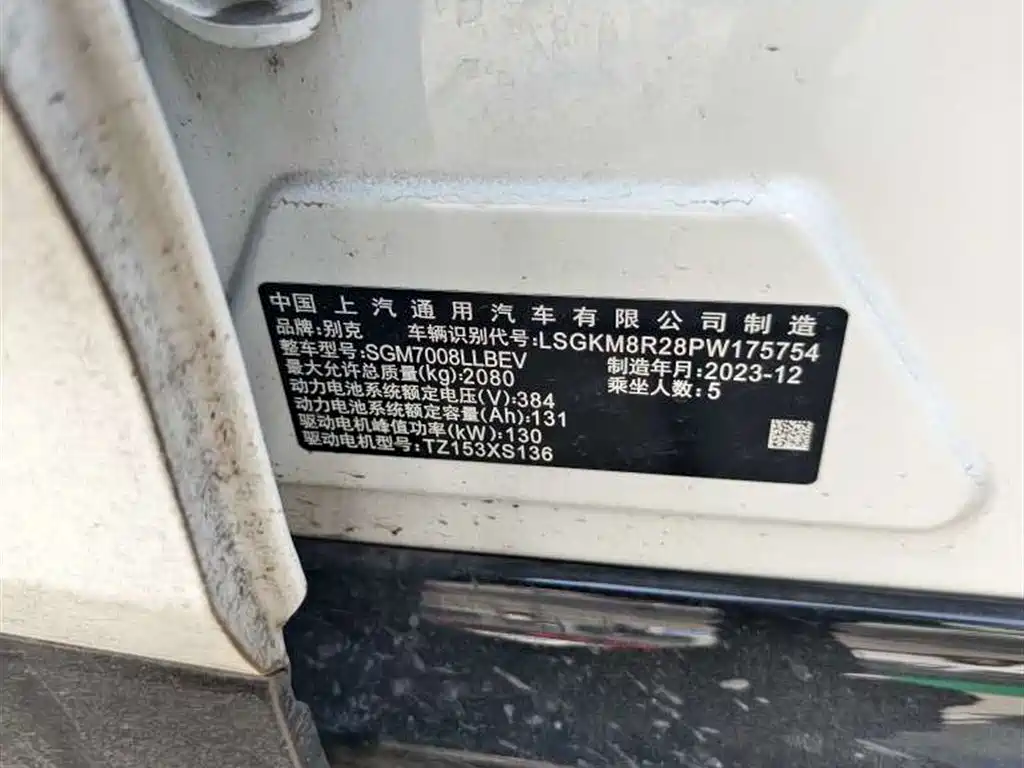 中国上汽通用汽车有限公司制造
品牌:别克 车辆识别代号:LSGKM8R28PW175754
整车型号:SGM7008LLBEV 制造年月:2023-12
最大允许总质量(kg):2080 乘坐人数:5
动力电池系统额定电压(V):384
动力电池系统额定容量(Ah):131
驱动电机峰值功率(kW):130
驱动电机型号:TZ153XS136